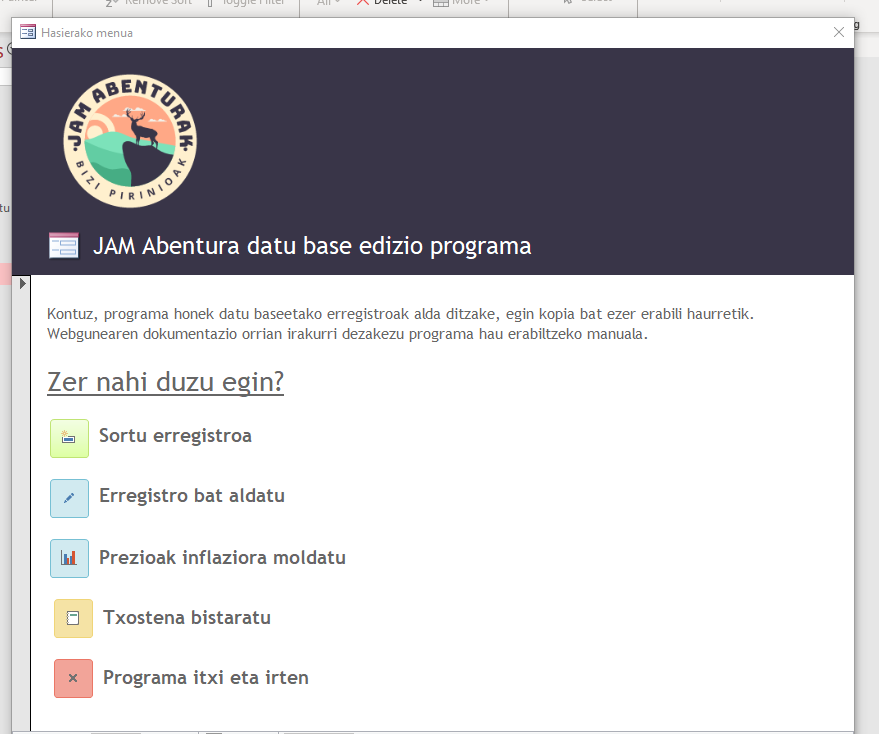 Remove Sort
Toggle Filter
All
Delete
More
Hasierako menua
JAM ABENTURAK
BIZI PIRINIOAK
JAM Abentura datu base edizio programa
Kontuz, programa honek datu baseetako erregistroak alda ditzake, egin kopia bat ezer erabili haurretik.
Webgunearen dokumentazio orrian irakurri dezakezu programa hau erabiltzeko manuala.
Zer nahi duzu egin?
Sortu erregistroa
Erregistro bat aldatu
Prezioak inflaziora moldatu
Txostena bistaratu
Programa itxi eta irten